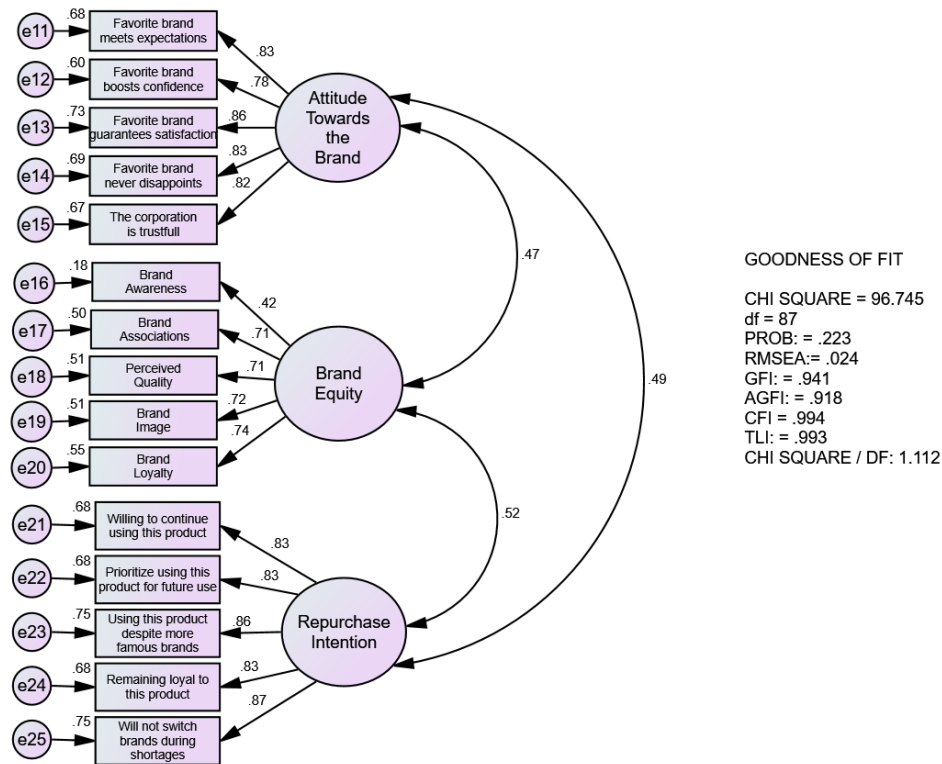 e11
.68
Favorite brand
meets expectations
.83
e12
.60
Favorite brand
boosts confidence
.78
e13
.73
Favorite brand
guarantees satisfaction
.86
e14
.69
Favorite brand
never disappoints
.83
e15
.67
The corporation
is trustfull
.82
Attitude
Towards
the
Brand
e16
.18
Brand
Awareness
.42
e17
.50
Brand
Associations
.71
e18
.51
Perceived
Quality
.71
e19
.51
Brand
Image
.72
e20
.55
Brand
Loyalty
.74
Brand
Equity
e21
.68
Willing to continue
using this product
.83
e22
.68
Prioritize using this
product for future use
.83
e23
.75
Using this product
despite more
famous brands
.86
e24
.68
Remaining loyal to
this product
.83
e25
.75
Will not switch
brands during
shortages
.87
Repurchase
Intention
.47
.49
.52
GOODNESS OF FIT
CHI SQUARE = 96.745
df = 87
PROB: = .223
RMSEA:= .024
GFI: = .941
AGFI: = .918
CFI = .994
TLI: = .993
CHI SQUARE / DF: 1.112